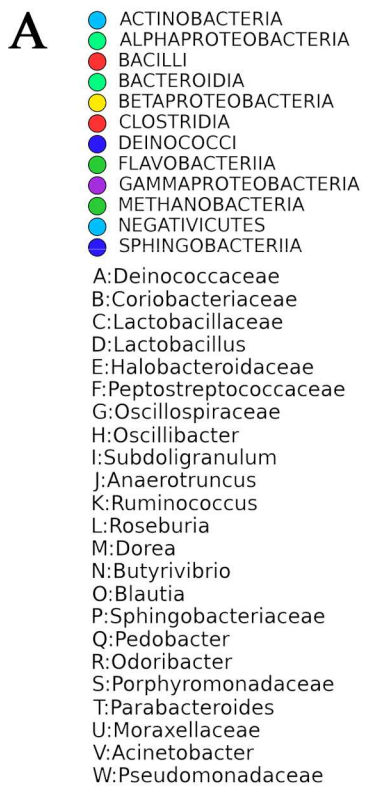 A
ACTINOBACTERIA
ALPHAPROTEOBACTERIA
BACILLI
BACTEROIDIA
BETAPROTEOBACTERIA
CLOSTRIDIA
DEINOCOCCI
FLAVOBACTERIIA
GAMMAPROTEOBACTERIA
METHANOBACTERIA
NEGATIVICUTES
SPHINGOBACTERIIA
A:Deinococcaceae
B:Coriobacteriaceae
C:Lactobacillaceae
D:Lactobacillus
E:Halobacteroidaceae
F:Peptostreptococcaceae
G:Oscillospiraceae
H:Oscillibacter
I:Subdoligranulum
J:Anaerotruncus
K:Ruminococcus
L:Roseburia
M:Dorea
N:Butyrivibrio
O:Blautia
P:Sphingobacteriaceae
Q:Pedobacter
R:Odoribacter
S:Porphyromonadaceae
T:Parabacteroides
U:Moraxellaceae
V:Acinetobacter
W:Pseudomonadaceae